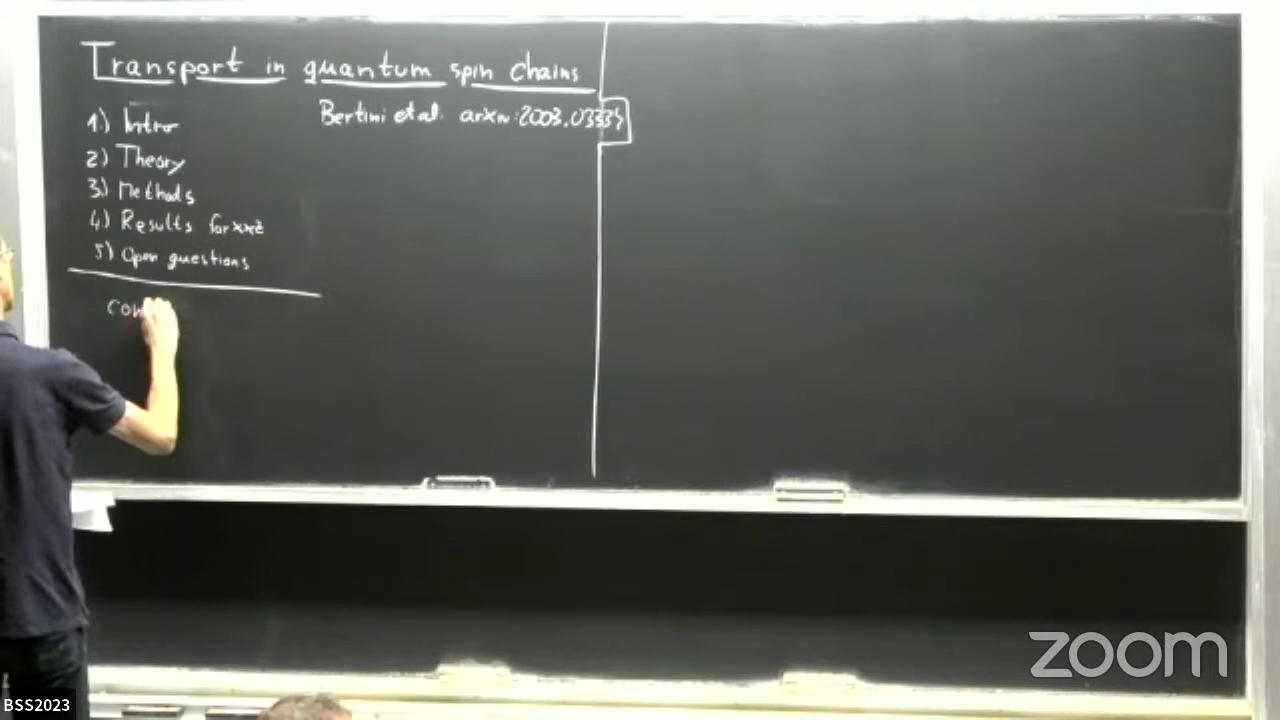 Transport in quantum spin chains
Bertini et al. arxiv:2003.03334
1.) Intro
2) Theory
3.) Methods
4.) Results for xxz
5) Open questions
con
zoom
BSS2023